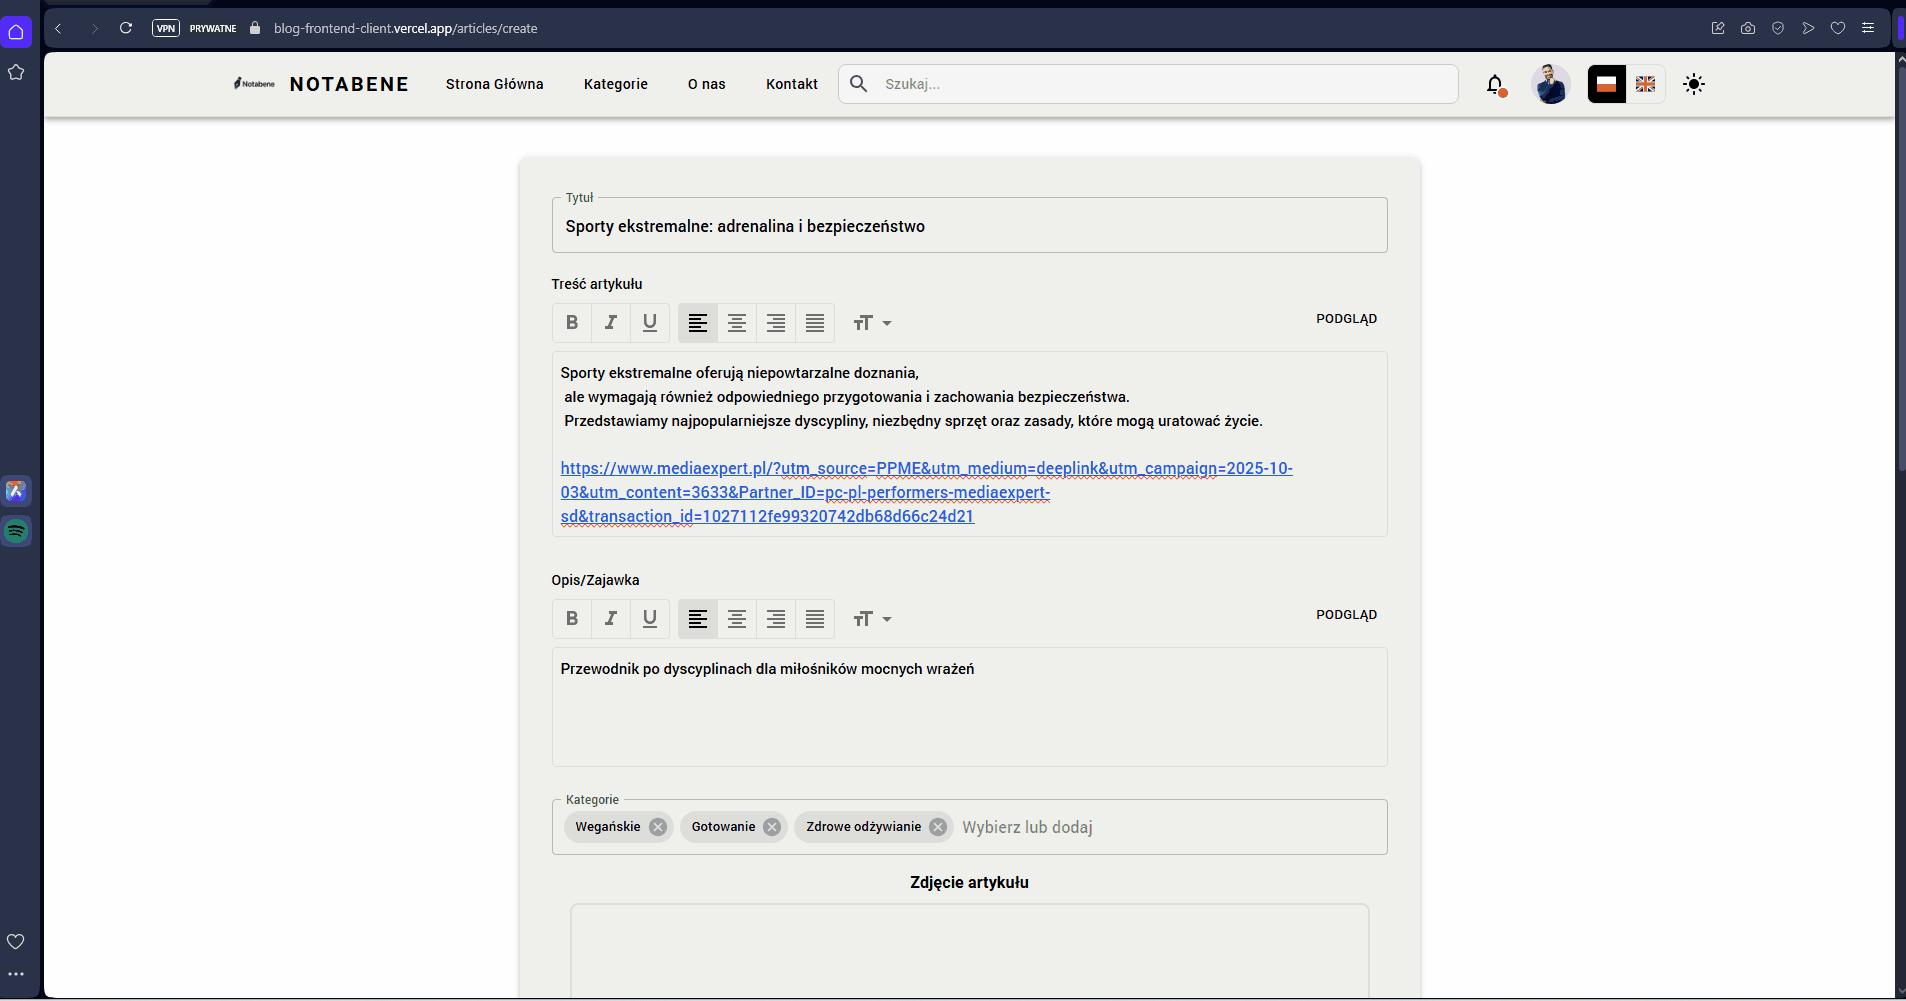 VPN PRYWATNE blog-frontend-client.vercel.app/articles/create
Notabene NOTABENE Strona Główna Kategorie O nas Kontakt Szukaj...
Tytuł
Sporty ekstremalne: adrenalina i bezpieczeństwo
Treść artykułu
B I U TT PODGLĄD
Sporty ekstremalne oferują niepowtarzalne doznania,
ale wymagają również odpowiedniego przygotowania i zachowania bezpieczeństwa.
Przedstawiamy najpopularniejsze dyscypliny, niezbędny sprzęt oraz zasady, które mogą uratować życie.
https://www.mediaexpert.pl/?utm_source=PPME&utm_medium=deeplink&utm_campaign=2025-10-
03&utm_content=3633&Partner_ID=pc-pl-performers-mediaexpert-
sd&transaction_id=1027112fe99320742db68d66c24d21
Opis/Zajawka
B I U TT PODGLĄD
Przewodnik po dyscyplinach dla miłośników mocnych wrażeń
Kategorie
Wegańskie Gotowanie Zdrowe odżywianie Wybierz lub dodaj
Zdjęcie artykułu